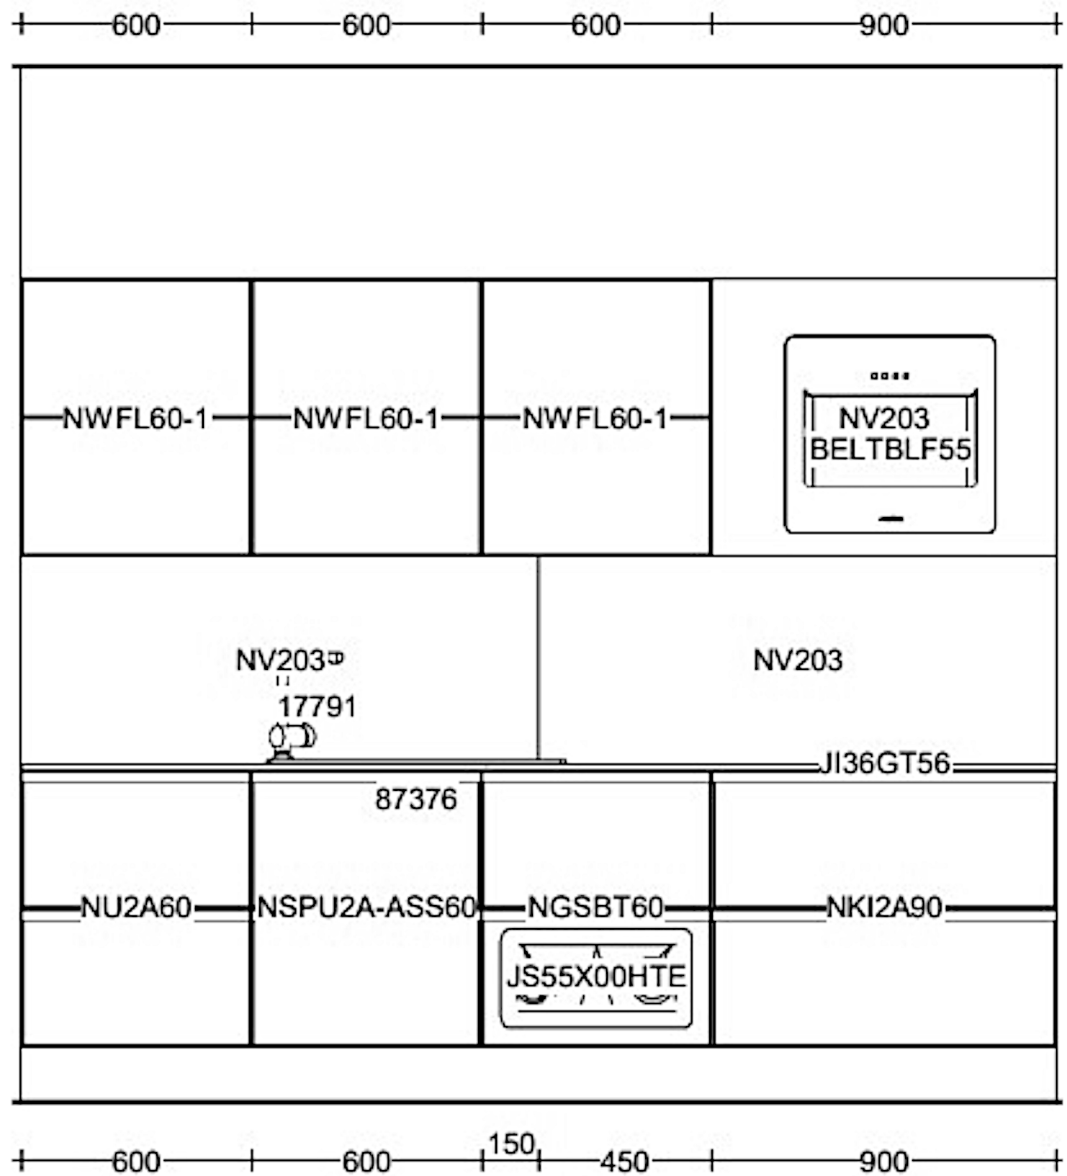 600 600 600 900
NWFL60-1 NWFL60-1 NWFL60-1
NV203
BELTBLF55
NV203 NV203
17791
JI36GT56
87376
NU2A60 NSPU2A-ASS60 NGSBT60 NKI2A90
JS55X00HTE
600 600 150 450 900